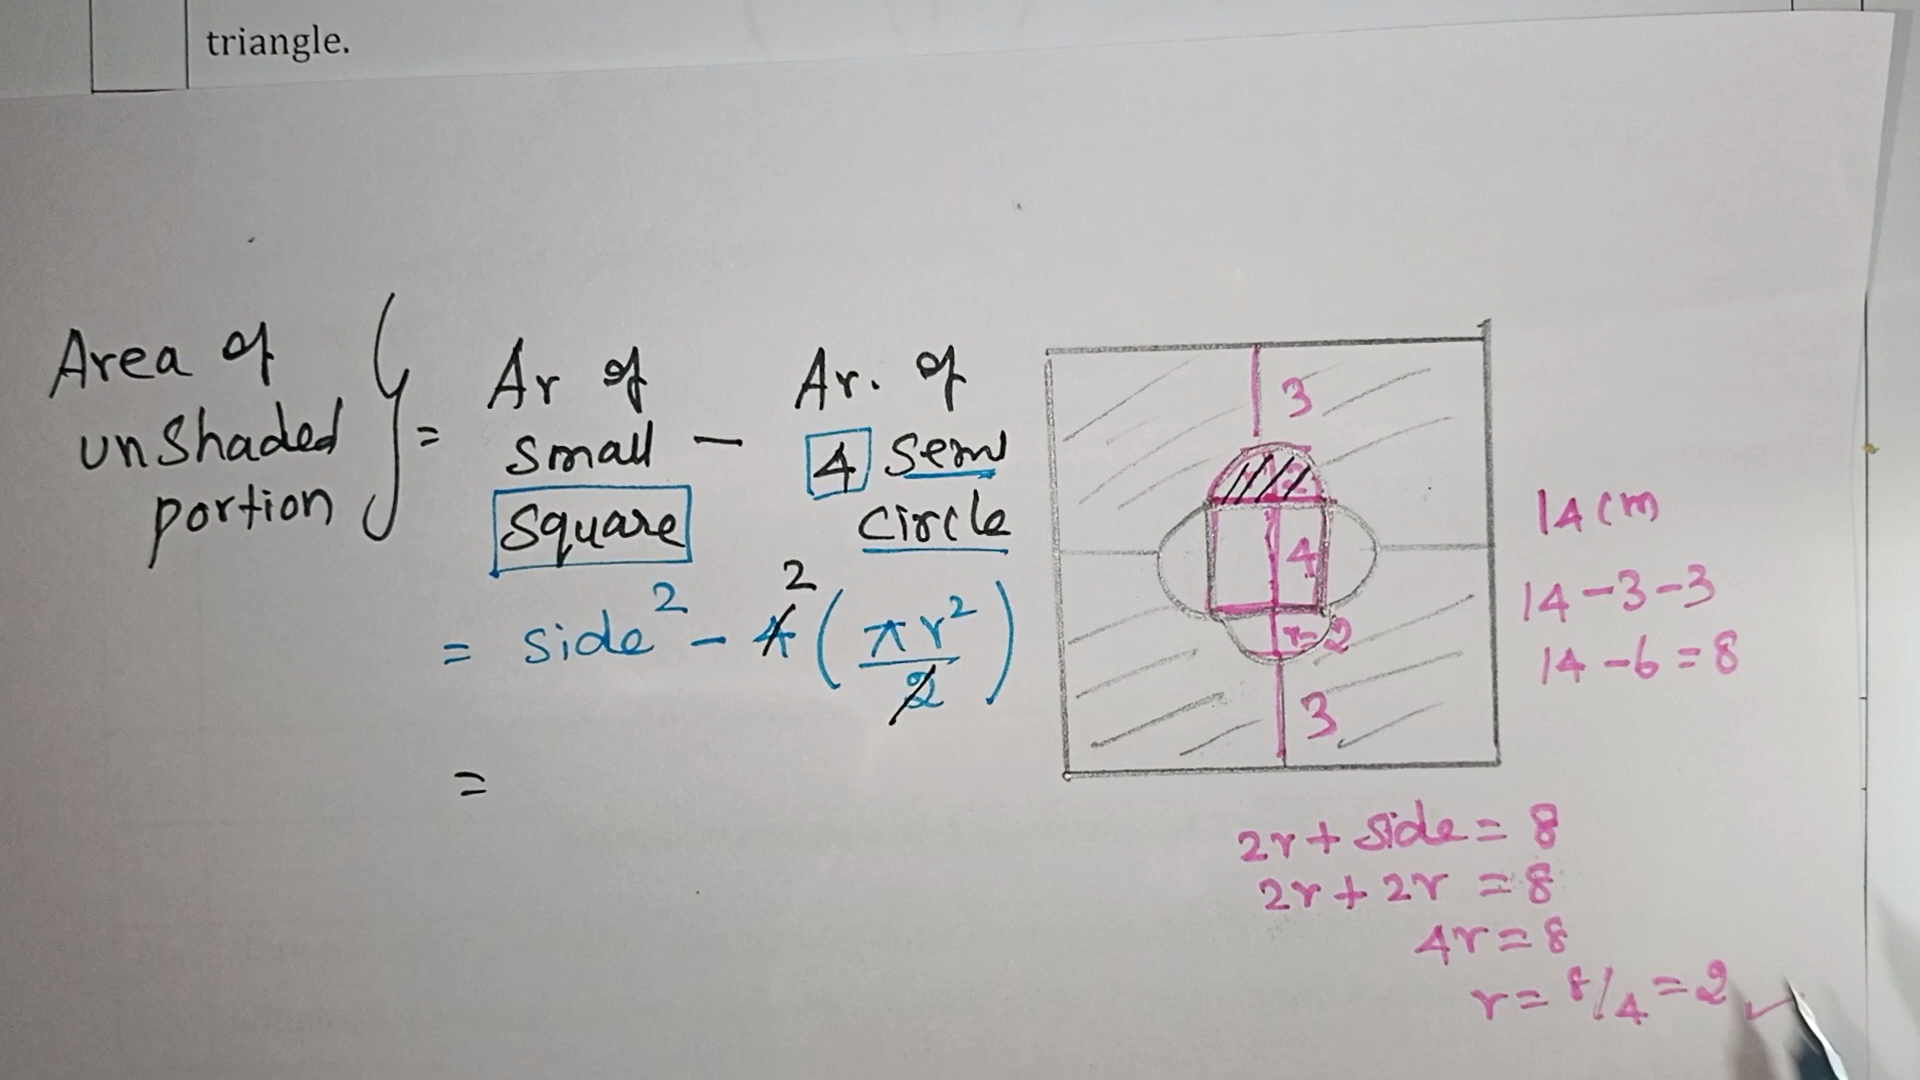 triangle.
Area of
unshaded
portion
=
Ar of
small
square
–
Ar. of
4 semi
circle
= side² – 4² (πr²/2)
=
3
2
4
r=2
3
14 cm
14-3-3
14-6=8
2r + side = 8
2r + 2r = 8
4r = 8
r = 8/4 = 2